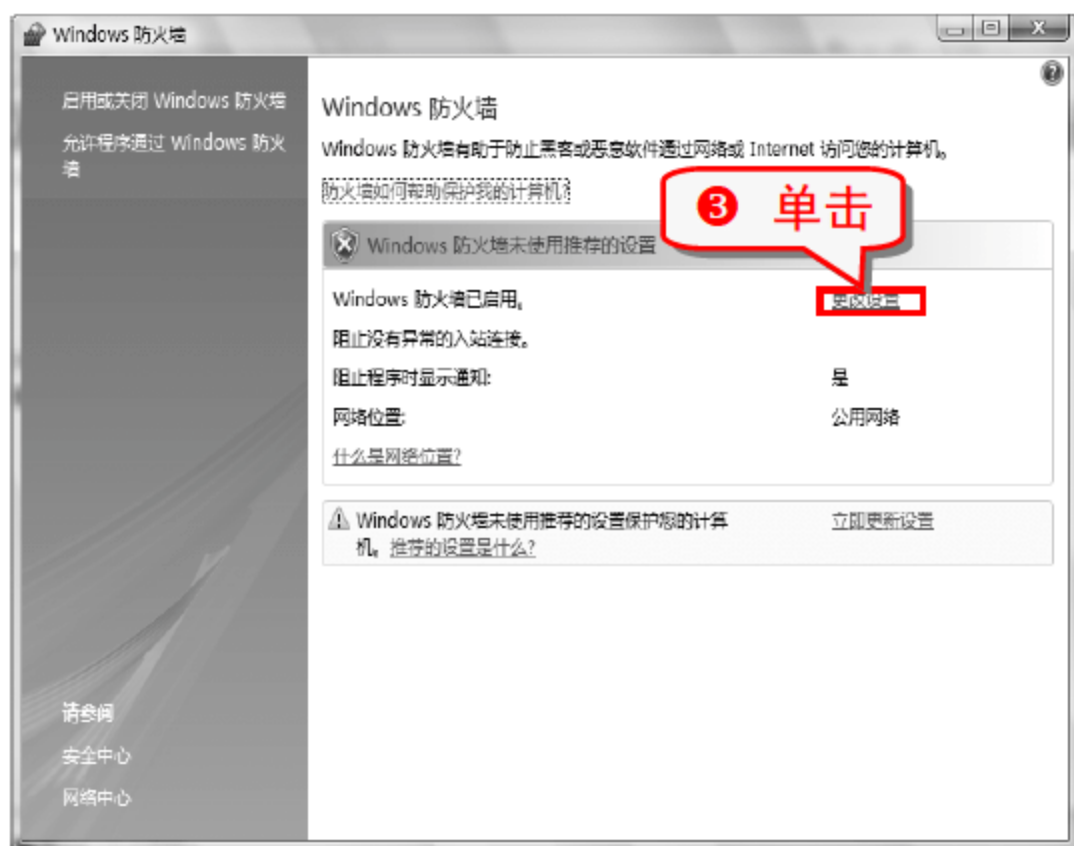 Windows 防火墙
启用或关闭 Windows 防火墙
允许程序通过 Windows 防火
墙
Windows 防火墙
Windows 防火墙有助于防止黑客或恶意软件通过网络或 Internet 访问您的计算机。
防火墙如何帮助保护我的计算机?
❸ 单击
Windows 防火墙未使用推荐的设置
Windows 防火墙已启用。 更改设置
阻止没有异常的入站连接。
阻止程序时显示通知: 是
网络位置: 公用网络
什么是网络位置?
Windows 防火墙未使用推荐的设置保护您的计算 立即更新设置
机。 推荐的设置是什么?
请参阅
安全中心
网络中心